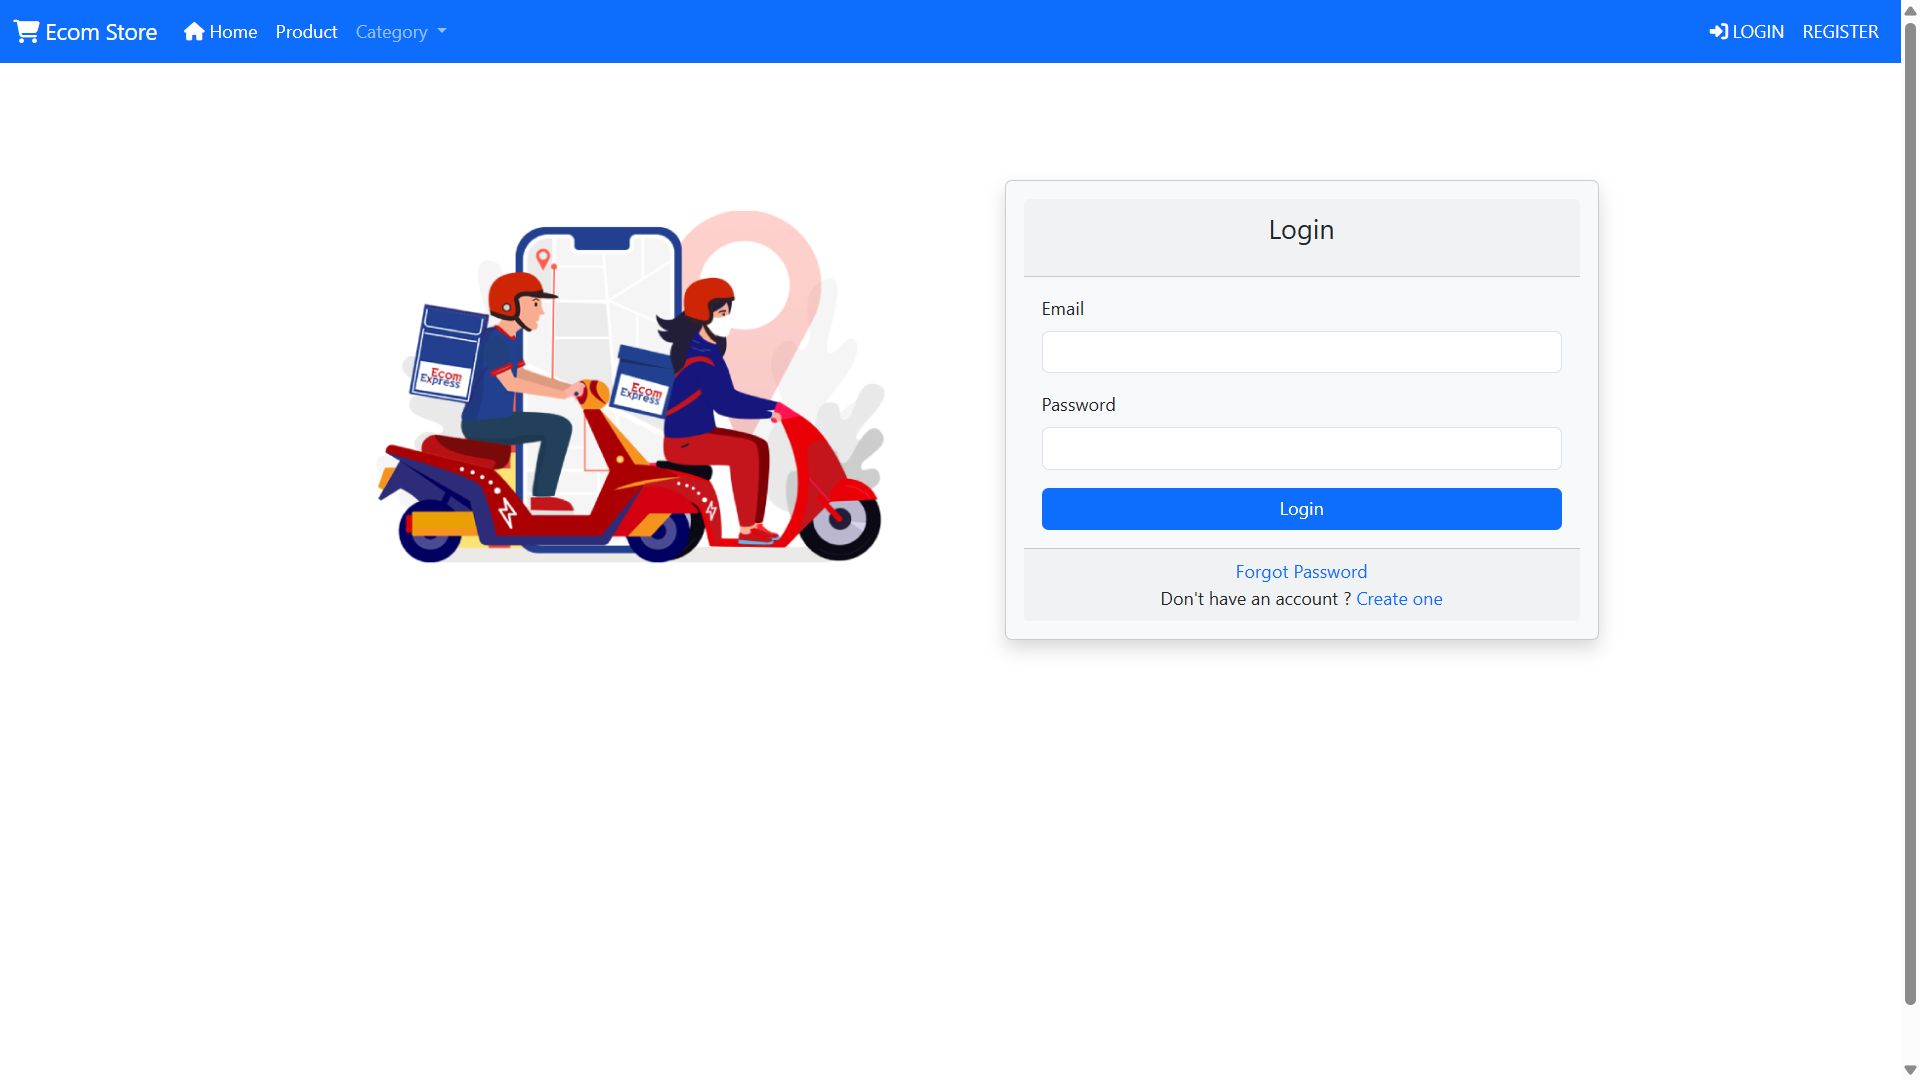 Ecom Store Home Product Category LOGIN REGISTER
Ecom
Express
Ecom
Express
Login
Email
Password
Login
Forgot Password
Don't have an account ? Create one